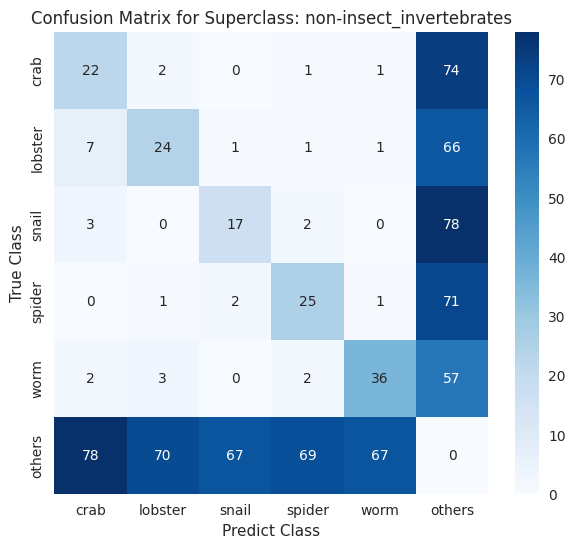 Confusion Matrix for Superclass: non-insect_invertebrates
crab 22 2 0 1 1 74
lobster 7 24 1 1 1 66
snail 3 0 17 2 0 78
spider 0 1 2 25 1 71
worm 2 3 0 2 36 57
others 78 70 67 69 67 0
crab lobster snail spider worm others
Predict Class
True Class
70
60
50
40
30
20
10
0